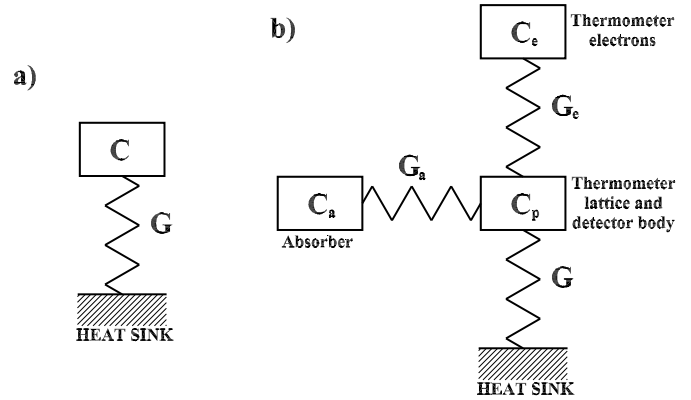 a)
C
G
HEAT SINK
b)
Cₑ
Thermometer
electrons
Gₑ
Gₐ
Cₐ
Absorber
Cₚ
Thermometer
lattice and
detector body
G
HEAT SINK